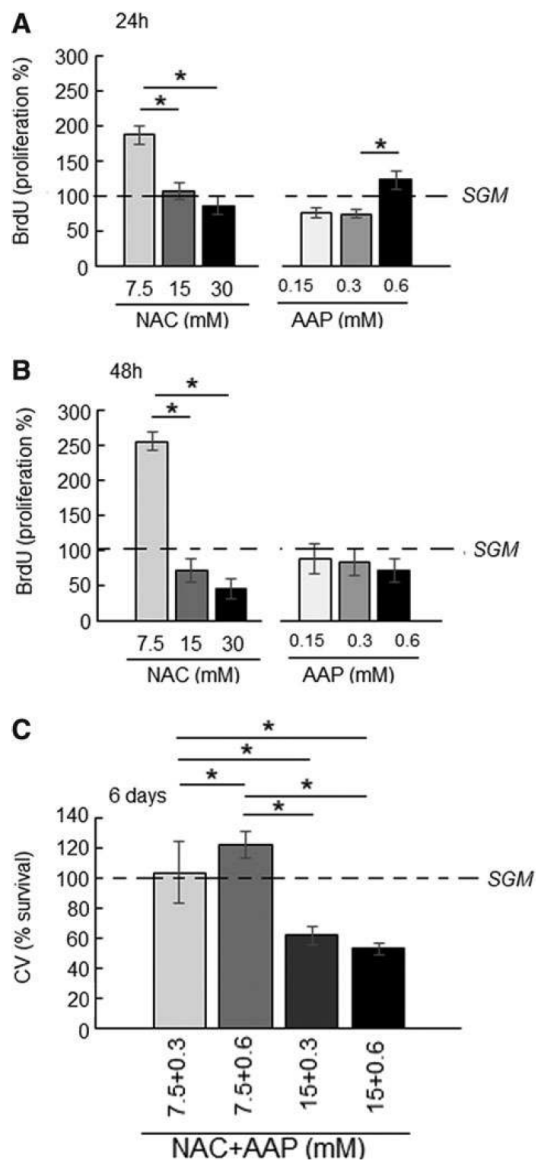 A
24h
BrdU (proliferation %)
300
250
200
150
100
50
0
*
*
*
SGM
7.5 15 30
0.15 0.3 0.6
NAC (mM)
AAP (mM)
B
48h
BrdU (proliferation %)
300
250
200
150
100
50
0
*
*
SGM
7.5 15 30
0.15 0.3 0.6
NAC (mM)
AAP (mM)
C
*
*
*
*
*
6 days
CV (% survival)
140
120
100
80
60
40
20
0
SGM
7.5+0.3
7.5+0.6
15+0.3
15+0.6
NAC+AAP (mM)